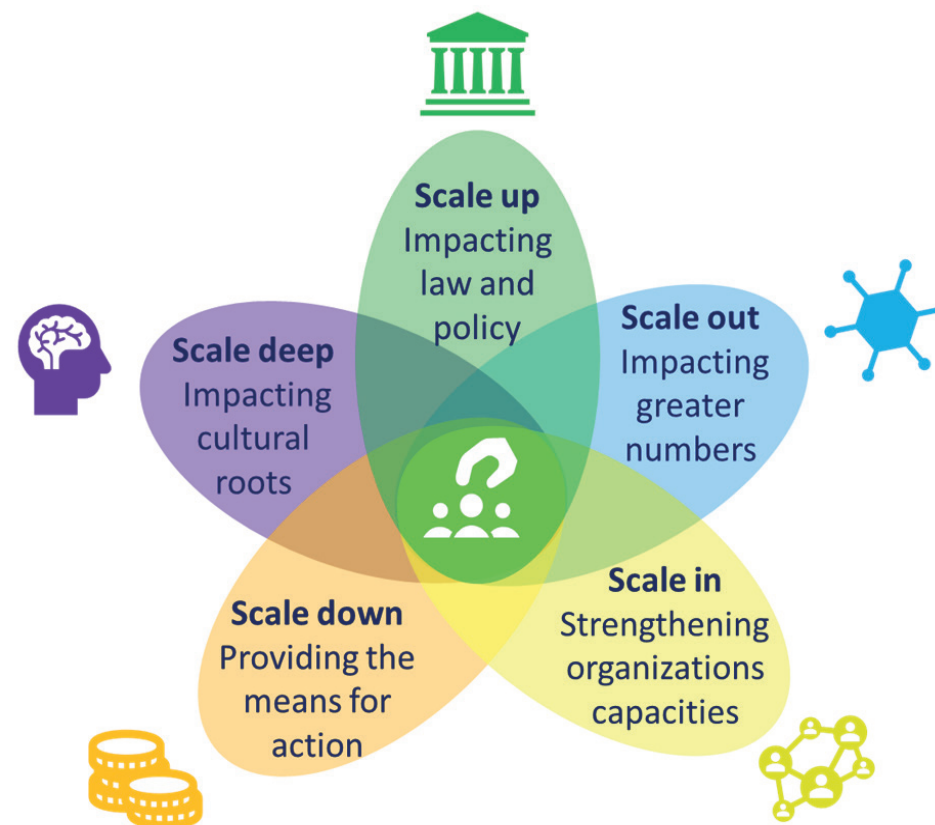 Scale up
Impacting
law and
policy
Scale out
Impacting
greater
numbers
Scale deep
Impacting
cultural
roots
Scale in
Strengthening
organizations
capacities
Scale down
Providing the
means for
action